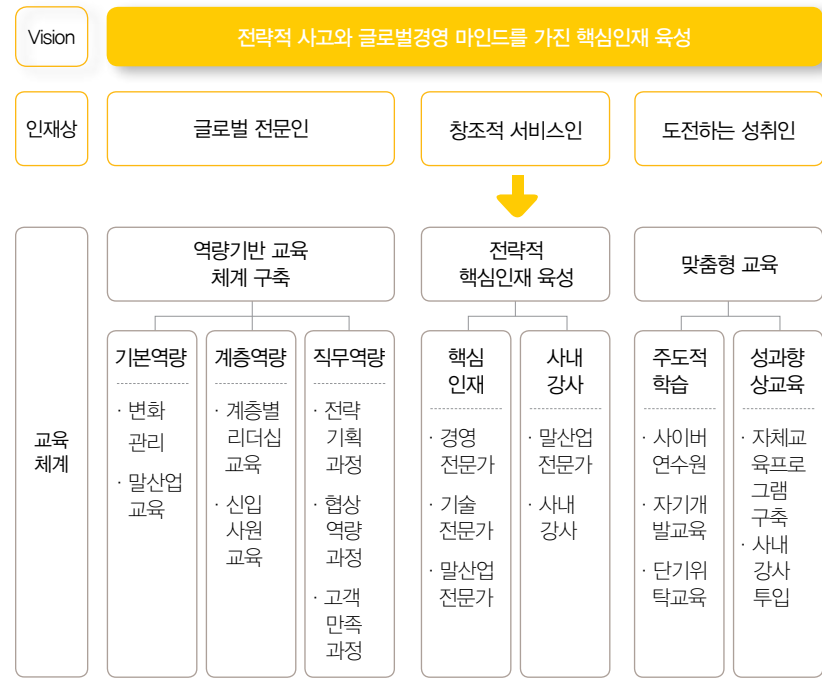 Vision
전략적 사고와 글로벌경영 마인드를 가진 핵심인재 육성
인재상
글로벌 전문인
창조적 서비스인
도전하는 성취인
교육
체계
역량기반 교육
체계 구축
기본역량
· 변화
관리
· 말산업
교육
계층역량
· 계층별
리더십
교육
· 신입
사원
교육
직무역량
· 전략
기획
과정
· 협상
역량
과정
· 고객
만족
과정
전략적
핵심인재 육성
핵심
인재
· 경영
전문가
· 기술
전문가
· 말산업
전문가
사내
강사
· 말산업
전문가
· 사내
강사
맞춤형 교육
주도적
학습
· 사이버
연수원
· 자기개
발교육
· 단기위
탁교육
성과향
상교육
· 자체교
육프로
그램
구축
· 사내
강사
투입